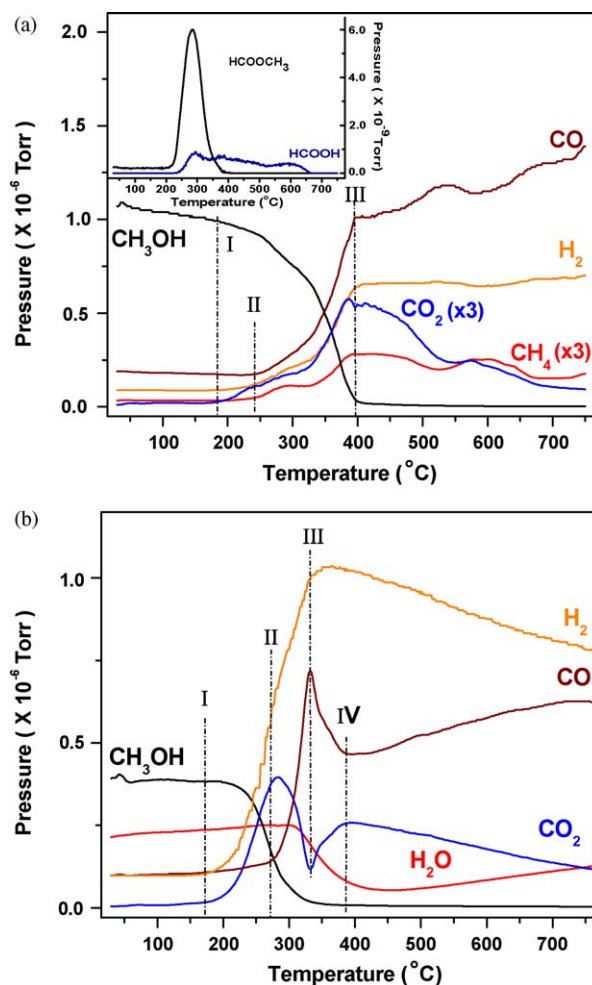 (a)
2.0
1.5
1.0
0.5
0.0
Pressure ( X 10⁻⁶ Torr )
HCOOCH₃
HCOOH
6.0
4.0
2.0
0.0
Pressure ( X 10⁻⁹Torr)
100 200 300 400 500 600 700
Temperature (°C)
CO
III
CH₃OH
I
H₂
II
CO₂ (x3)
CH₄ (x3)
100 200 300 400 500 600 700
Temperature (°C)
(b)
III
1.0
H₂
II
CO
I
IV
0.5
CH₃OH
CO₂
H₂O
0.0
Pressure ( X 10⁻⁶ Torr )
100 200 300 400 500 600 700
Temperature (°C)